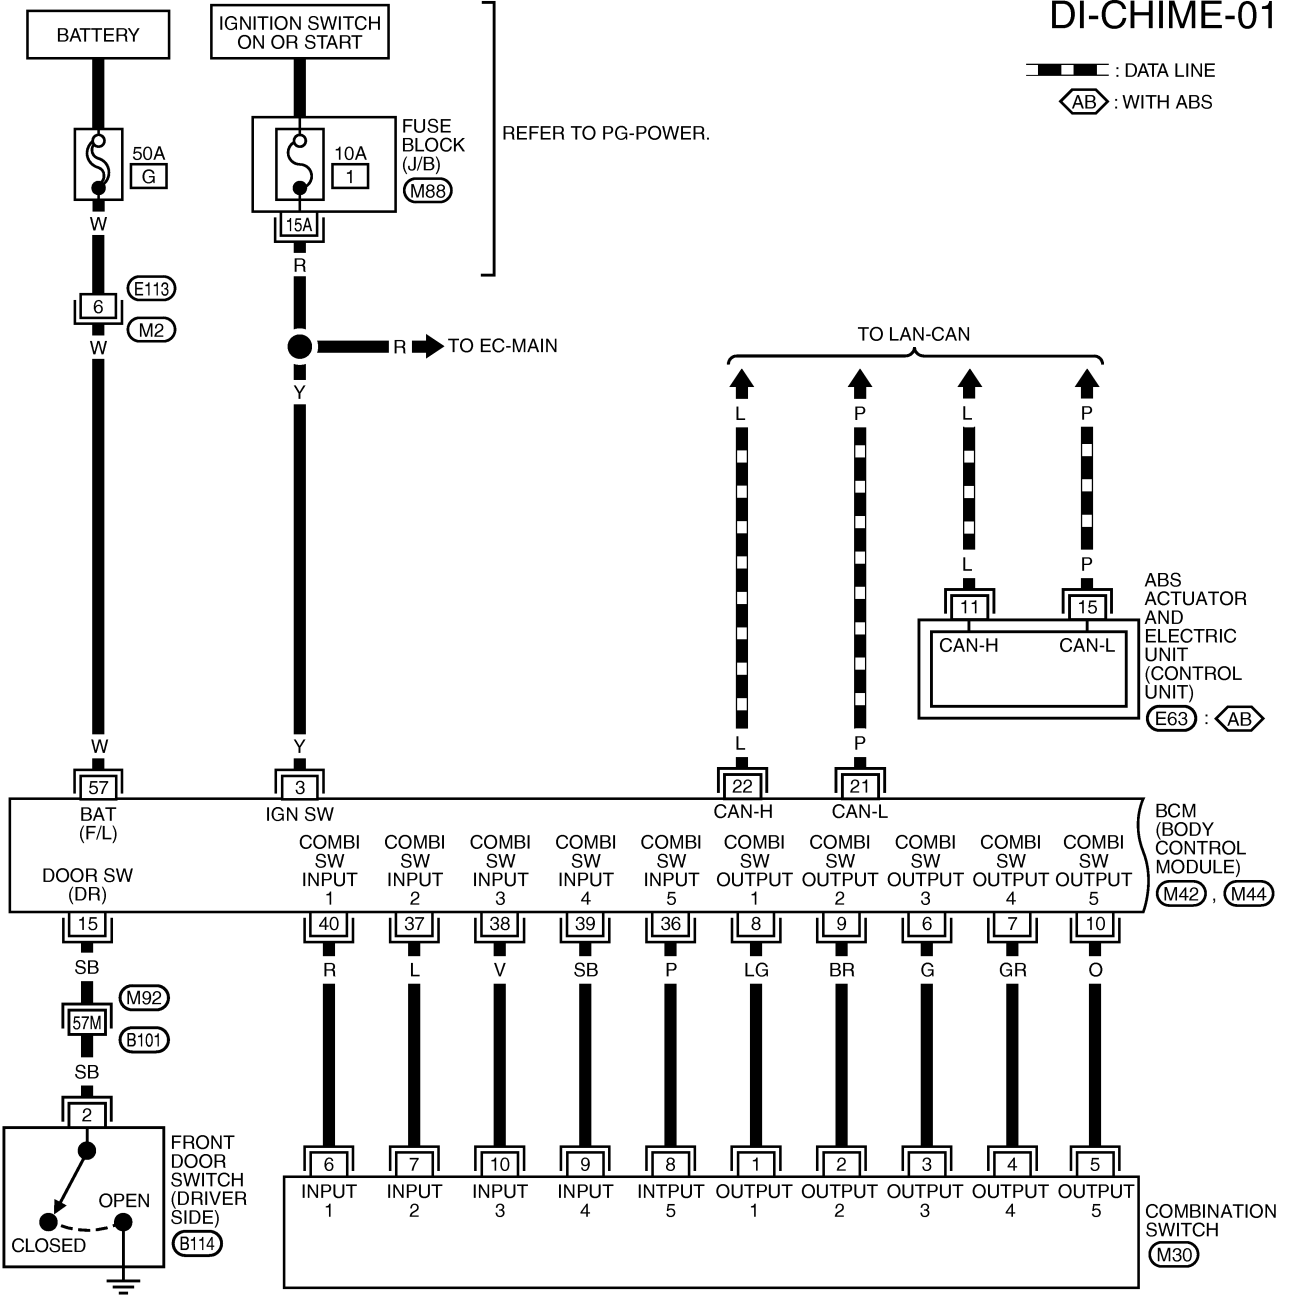 DI-CHIME-01
BATTERY
IGNITION SWITCH
ON OR START
: DATA LINE
AB : WITH ABS
REFER TO PG-POWER.
50A
G
10A
1
FUSE
BLOCK
(J/B)
M88
15A
W
R
6
E113
M2
W
R
TO EC-MAIN
Y
TO LAN-CAN
L P L P
L P
11 15
CAN-H CAN-L
ABS
ACTUATOR
AND
ELECTRIC
UNIT
(CONTROL
UNIT)
E63 : AB
W Y L P
57 3 22 21
BAT
(F/L)
IGN SW
CAN-H
CAN-L
BCM
(BODY
CONTROL
MODULE)
M42 , M44
DOOR SW
(DR)
COMBI COMBI COMBI COMBI COMBI COMBI COMBI COMBI COMBI COMBI
SW SW SW SW SW SW SW SW SW SW
INPUT INPUT INPUT INPUT INPUT OUTPUT OUTPUT OUTPUT OUTPUT OUTPUT
1 2 3 4 5 1 2 3 4 5
15 40 37 38 39 36 8 9 6 7 10
SB R L V SB P LG BR G GR O
M92
57M
B101
SB
2
FRONT
DOOR
SWITCH
(DRIVER
SIDE)
B114
OPEN
CLOSED
6 7 10 9 8 1 2 3 4 5
INPUT INPUT INPUT INPUT INTPUT OUTPUT OUTPUT OUTPUT OUTPUT OUTPUT
1 2 3 4 5 1 2 3 4 5
COMBINATION
SWITCH
M30